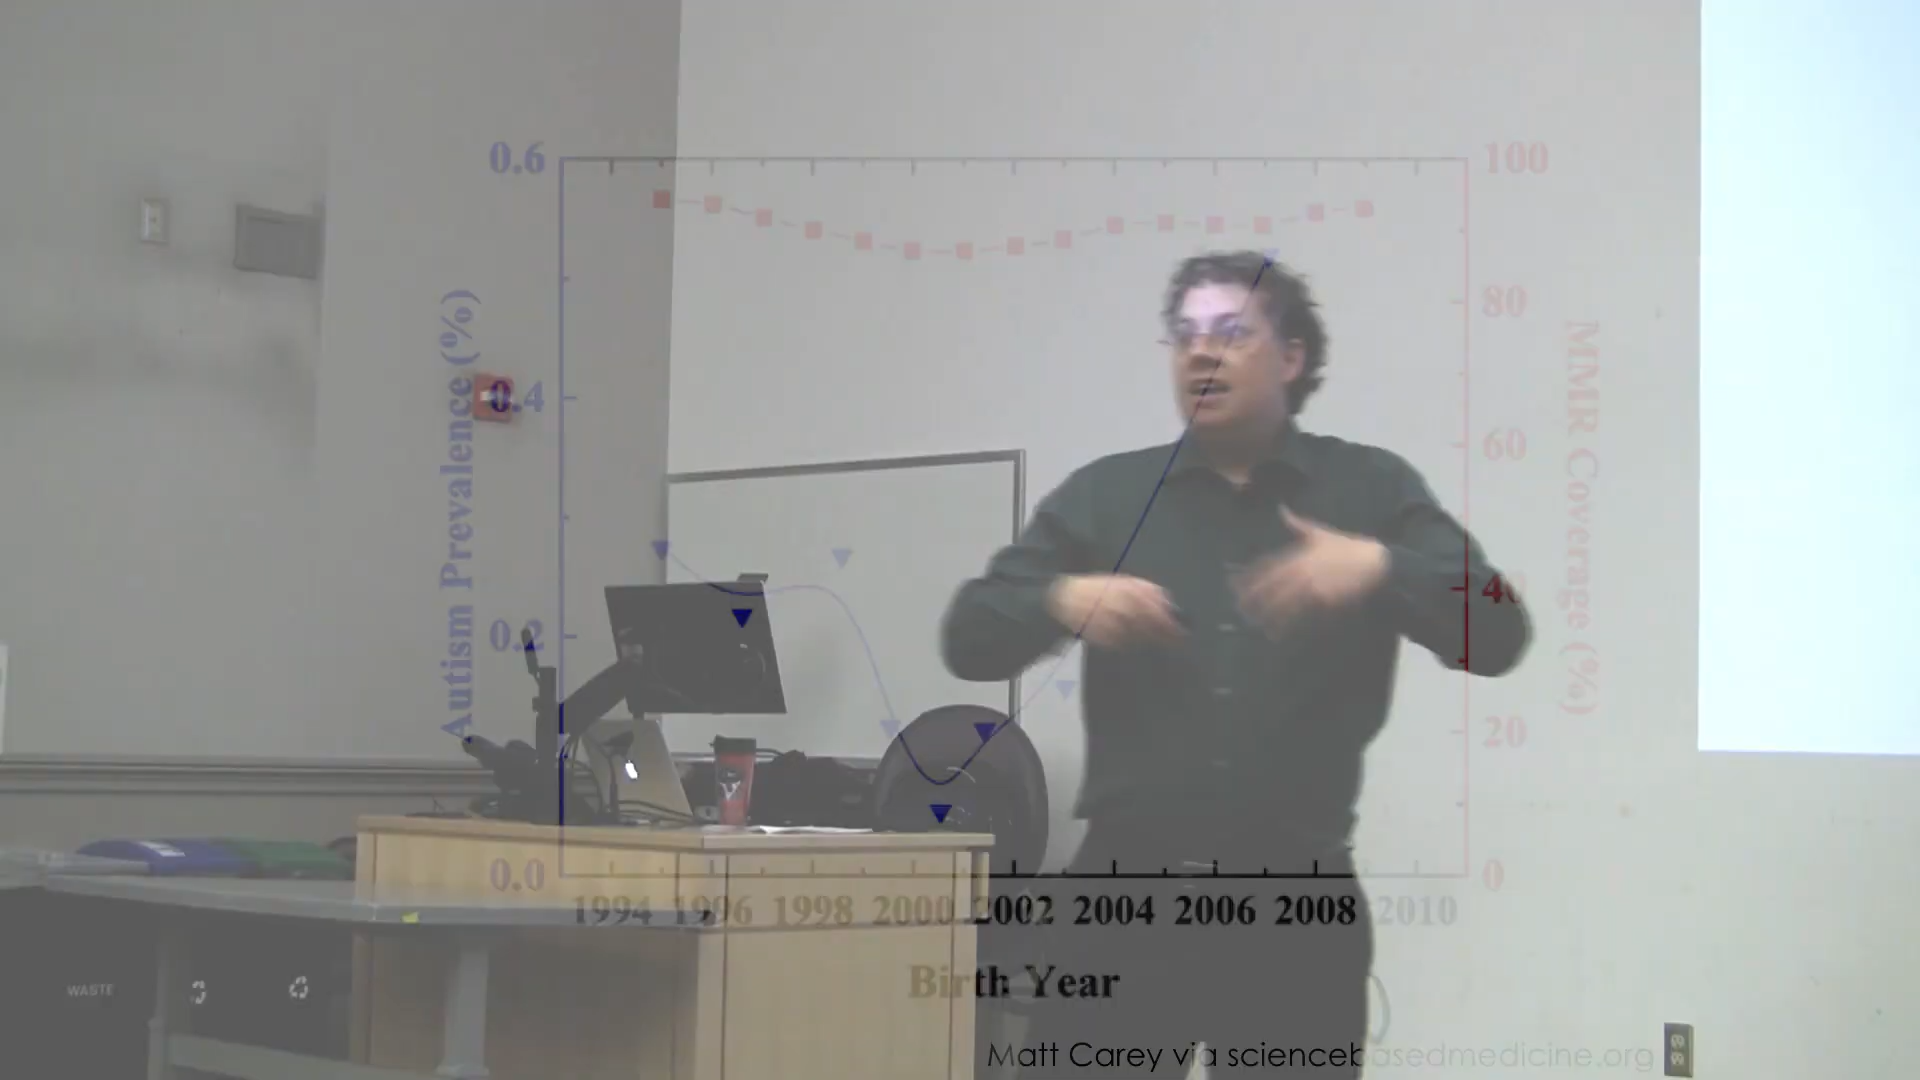 0.6
100
80
0.4
60
40
0.2
20
0.0
0
Autism Prevalence (%)
MMR Coverage (%)
1994 1996 1998 2000 2002 2004 2006 2008 2010
Birth Year
WASTE
Matt Carey via sciencebasedmedicine.org